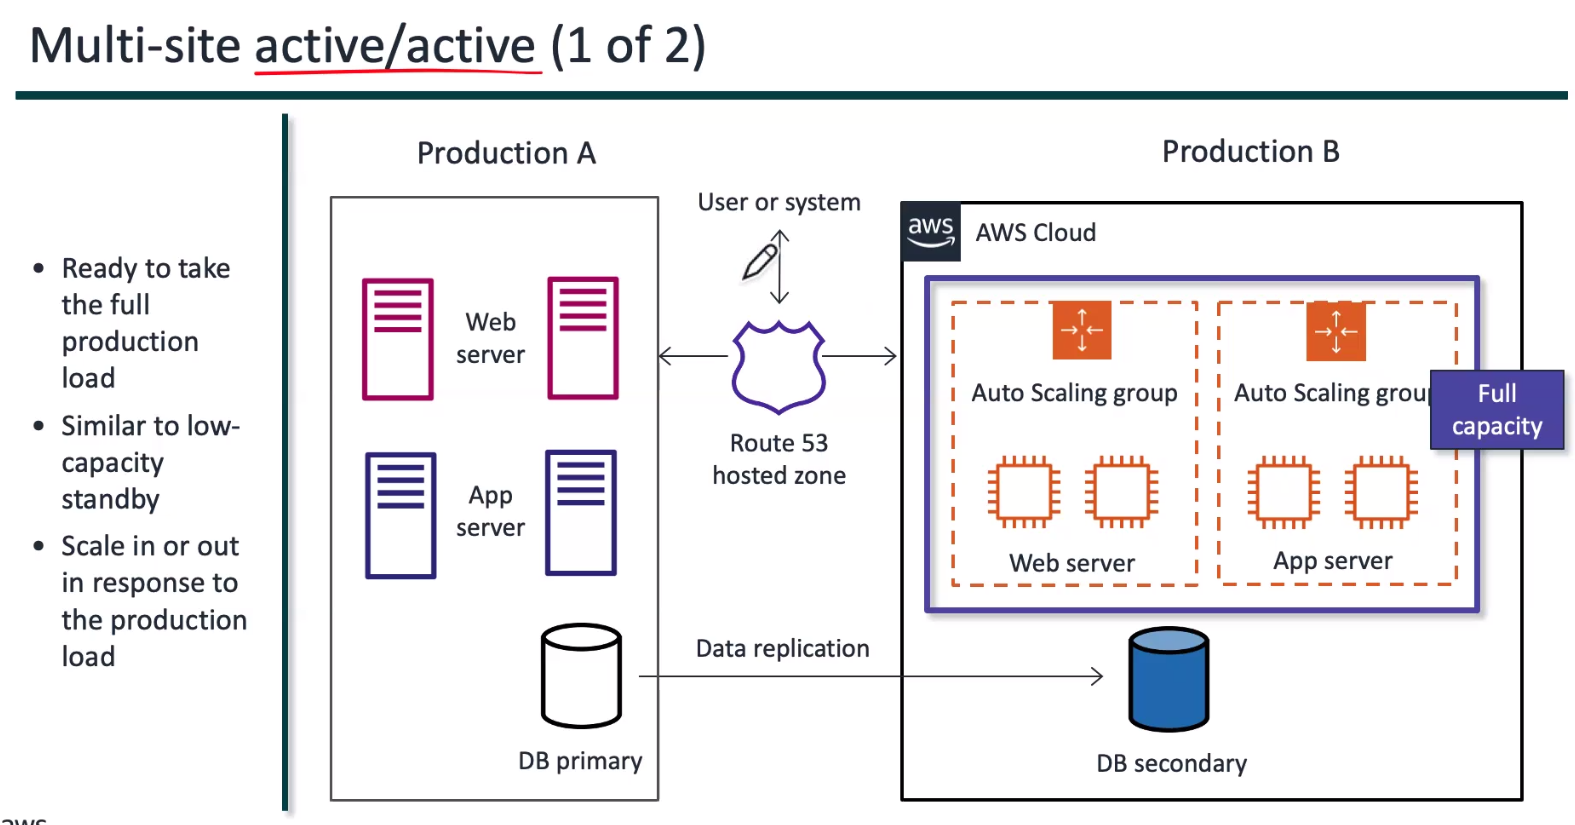 Multi-site active/active (1 of 2)
Production A
Production B
User or system
aws
AWS Cloud
• Ready to take
the full
production
load
• Similar to low-
capacity
standby
• Scale in or out
in response to
the production
load
Web
server
App
server
Route 53
hosted zone
Auto Scaling group
Auto Scaling group
Full
capacity
Web server
App server
Data replication
DB primary
DB secondary
aws